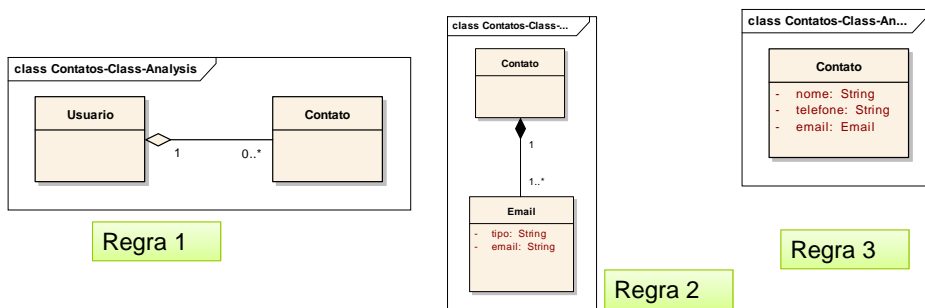 class Contatos-Class-Analysis
Usuario
Contato
1
0..*
Regra 1
class Contatos-Class-...
Contato
1
1..*
Email
- tipo: String
- email: String
Regra 2
class Contatos-Class-An...
Contato
- nome: String
- telefone: String
- email: Email
Regra 3